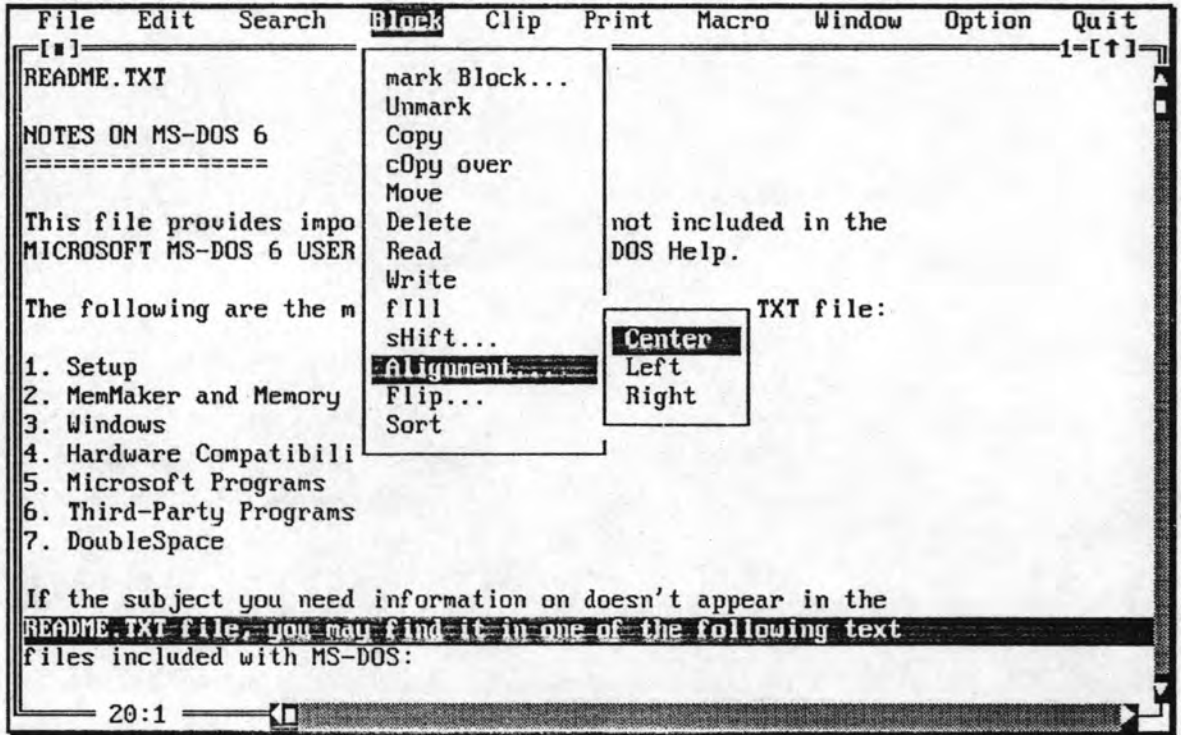 File Edit Search Block Clip Print Macro Window Option Quit
[■] 1=[↑]
README.TXT
NOTES ON MS-DOS 6
=================
This file provides impo not included in the
MICROSOFT MS-DOS 6 USER DOS Help.
The following are the m TXT file:
1. Setup
2. MemMaker and Memory
3. Windows
4. Hardware Compatibili
5. Microsoft Programs
6. Third-Party Programs
7. DoubleSpace
If the subject you need information on doesn't appear in the
README.TXT file, you may find it in one of the following text
files included with MS-DOS:
20:1
mark Block...
Unmark
Copy
cOpy over
Move
Delete
Read
Write
fIll
sHift...
Alignment...
Flip...
Sort
Center
Left
Right